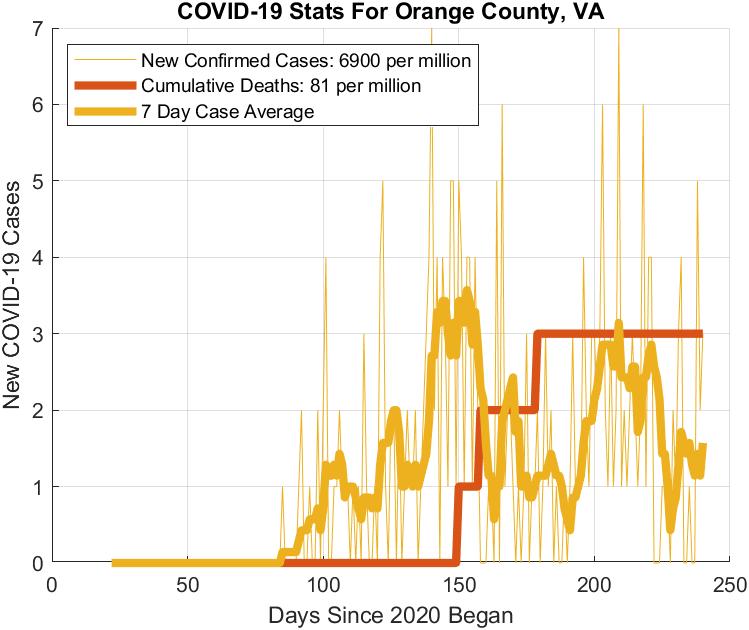 COVID-19 Stats For Orange County, VA
New Confirmed Cases: 6900 per million
Cumulative Deaths: 81 per million
7 Day Case Average
New COVID-19 Cases
7
6
5
4
3
2
1
0
0 50 100 150 200 250
Days Since 2020 Began